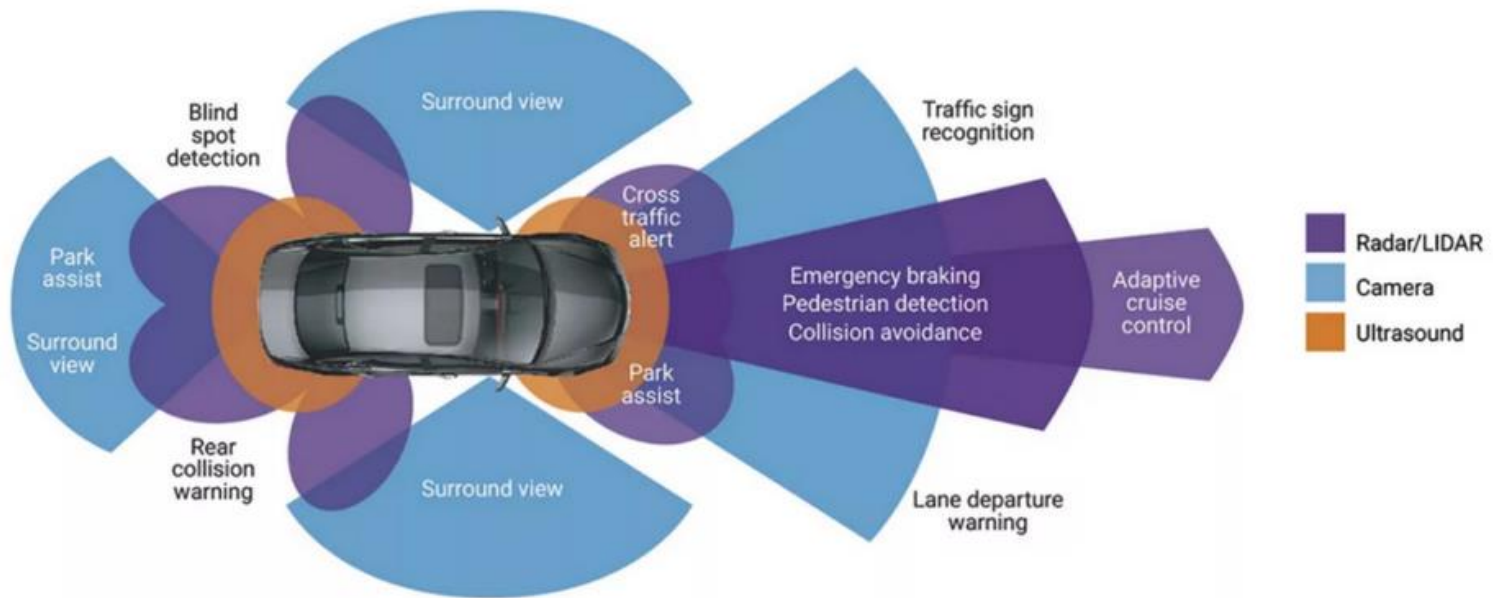 Surround view
Blind
spot
detection
Traffic sign
recognition
Cross
traffic
alert
Park
assist
Surround
view
Emergency braking
Pedestrian detection
Collision avoidance
Adaptive
cruise
control
Radar/LIDAR
Camera
Ultrasound
Park
assist
Rear
collision
warning
Surround view
Lane departure
warning